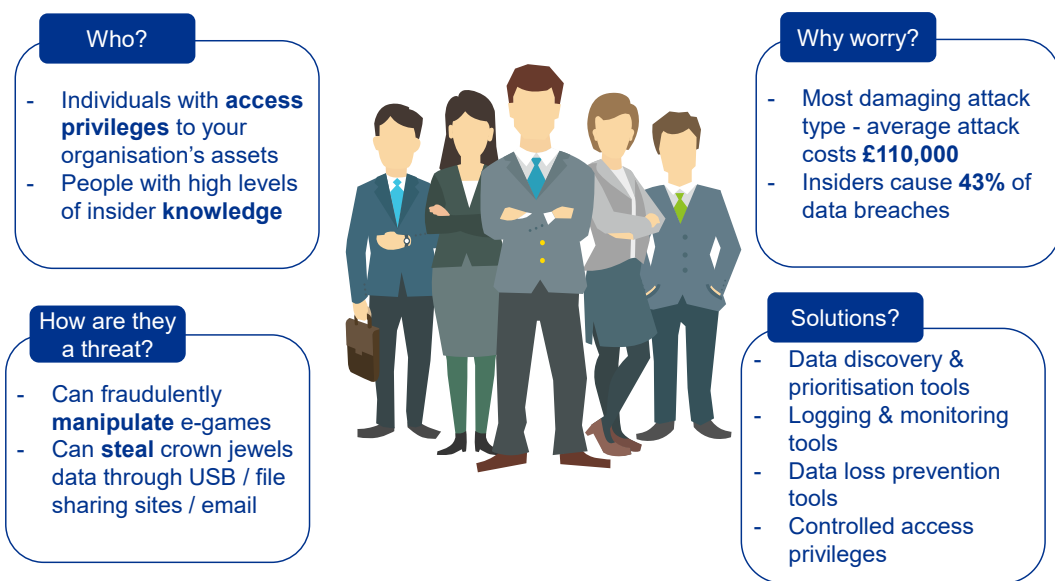 Who?
- Individuals with access
privileges to your
organisation's assets
- People with high levels
of insider knowledge
Why worry?
- Most damaging attack
type - average attack
costs £110,000
- Insiders cause 43% of
data breaches
How are they
a threat?
- Can fraudulently
manipulate e-games
- Can steal crown jewels
data through USB / file
sharing sites / email
Solutions?
- Data discovery &
prioritisation tools
- Logging & monitoring
tools
- Data loss prevention
tools
- Controlled access
privileges